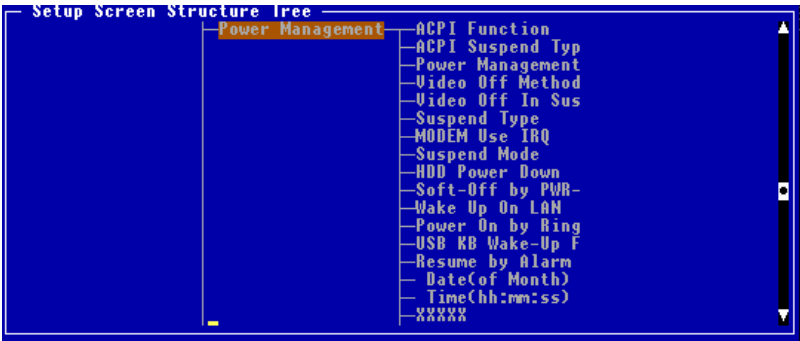 Setup Screen Structure Tree
Power Management
ACPI Function
ACPI Suspend Typ
Power Management
Video Off Method
Video Off In Sus
Suspend Type
MODEM Use IRQ
Suspend Mode
HDD Power Down
Soft-Off by PWR-
Wake Up On LAN
Power On by Ring
USB KB Wake-Up F
Resume by Alarm
Date(of Month)
Time(hh:mm:ss)
XXXXX